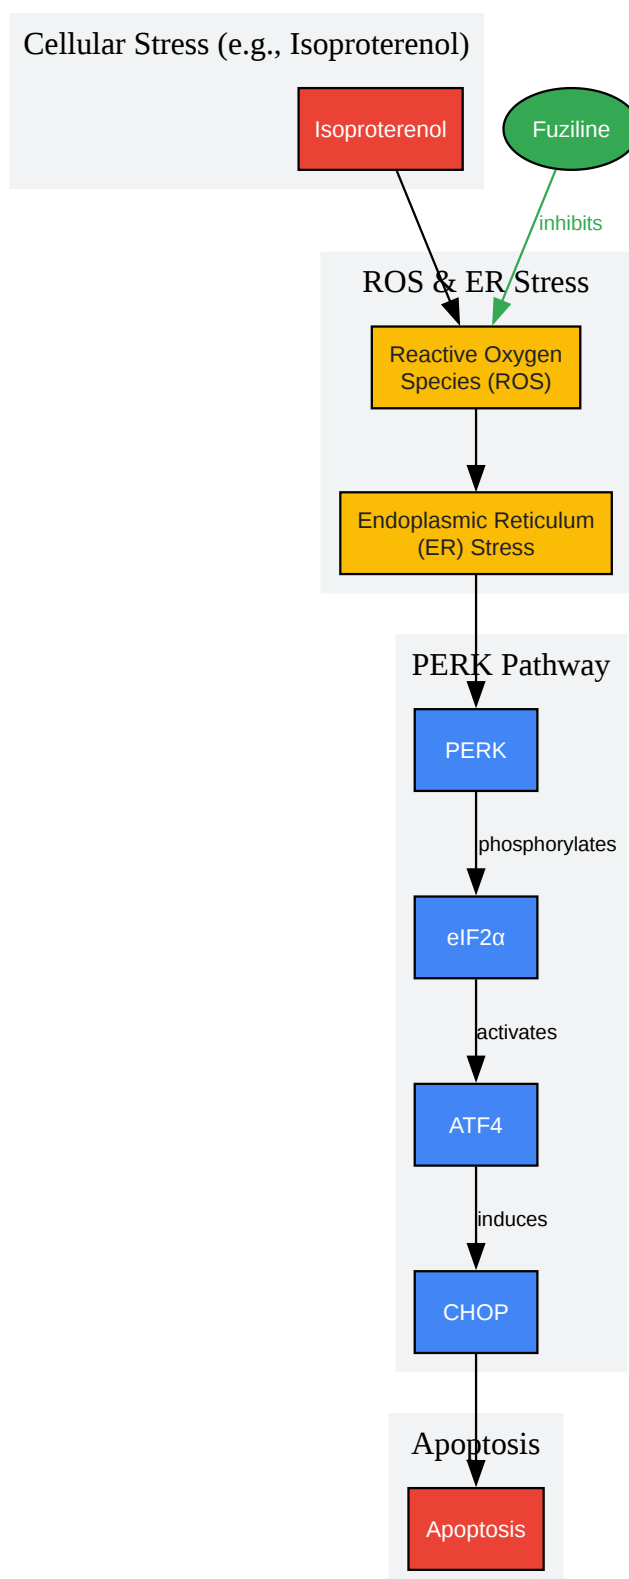 Cellular Stress (e.g., Isoproterenol)
Isoproterenol
Fuziline
inhibits
ROS & ER Stress
Reactive Oxygen
Species (ROS)
Endoplasmic Reticulum
(ER) Stress
PERK Pathway
PERK
phosphorylates
eIF2α
activates
ATF4
induces
CHOP
Apoptosis
Apoptosis